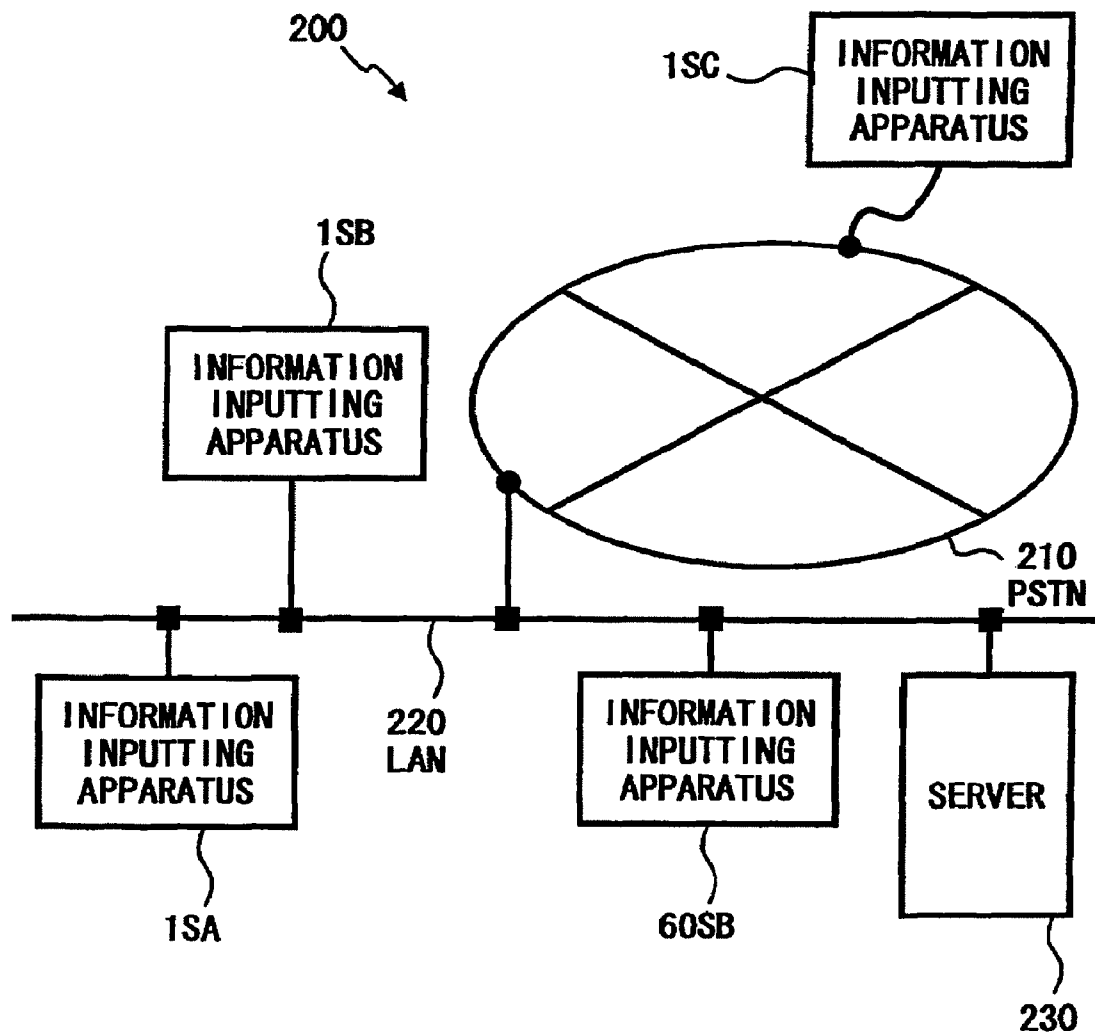 200
1SC
INFORMATION
INPUTTING
APPARATUS
1SB
INFORMATION
INPUTTING
APPARATUS
210
PSTN
INFORMATION
INPUTTING
APPARATUS
220
LAN
INFORMATION
INPUTTING
APPARATUS
SERVER
1SA
60SB
230